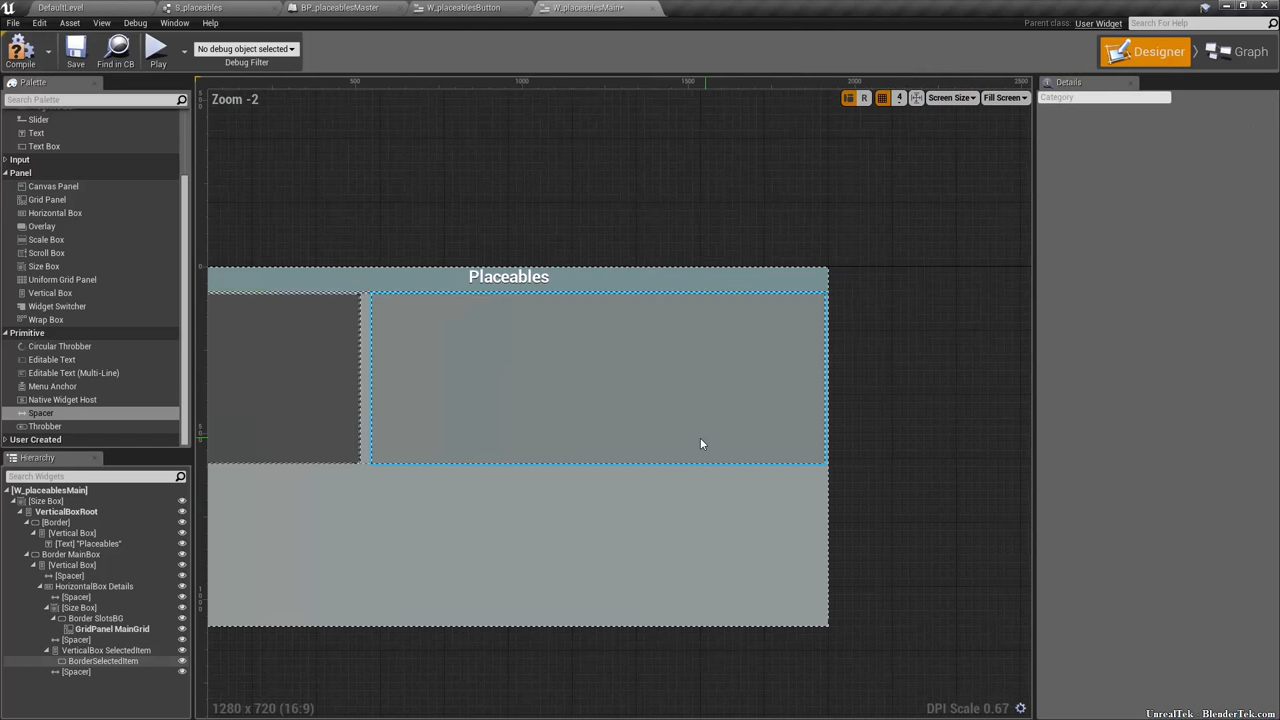 DefaultLevel
S_placeables
BP_placeablesMaster
W_placeablesButton
W_placeablesMain*
File Edit Asset View Debug Window Help
Parent class: User Widget
Search For Help
Compile
Save
Find in CB
Play
No debug object selected
Debug Filter
Designer
Graph
Palette
Search Palette
Slider
Text
Text Box
Input
Panel
Canvas Panel
Grid Panel
Horizontal Box
Overlay
Scale Box
Scroll Box
Size Box
Uniform Grid Panel
Vertical Box
Widget Switcher
Wrap Box
Primitive
Circular Throbber
Editable Text
Editable Text (Multi-Line)
Menu Anchor
Native Widget Host
Spacer
Throbber
User Created
Hierarchy
Search Widgets
[W_placeablesMain]
[Size Box]
VerticalBoxRoot
[Border]
[Vertical Box]
[Text] "Placeables"
Border MainBox
[Vertical Box]
[Spacer]
HorizontalBox Details
[Spacer]
[Size Box]
Border SlotsBG
GridPanel MainGrid
[Spacer]
VerticalBox SelectedItem
BorderSelectedItem
[Spacer]
500 1000 1500 2000 2500
Zoom -2
R
4
Screen Size
Fill Screen
Placeables
1280 x 720 (16:9)
DPI Scale 0.67
Details
Category
UnrealTek - BlenderTek.com